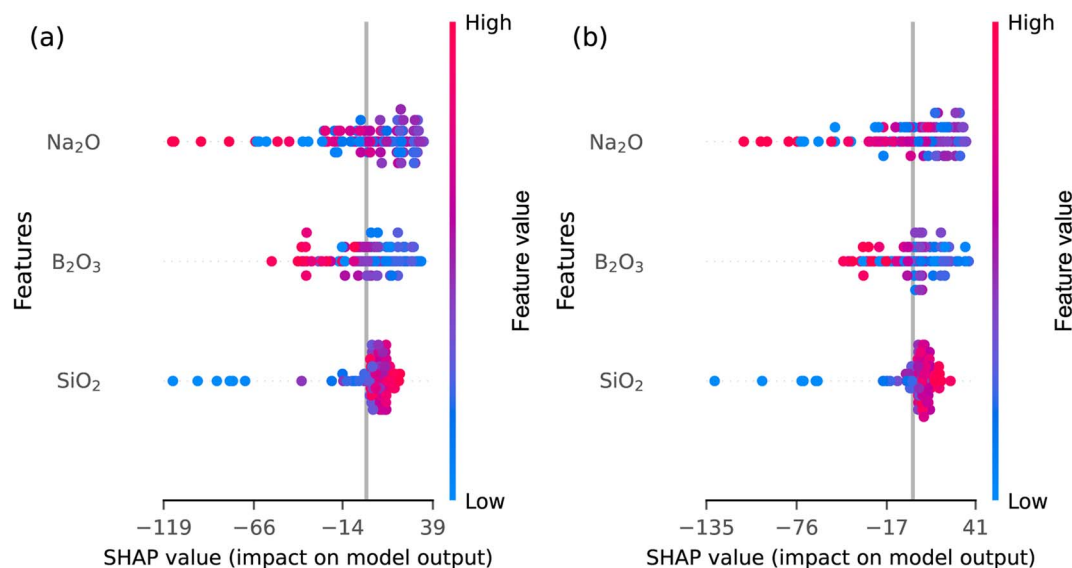 (a)
High
Na₂O
B₂O₃
SiO₂
Features
Feature value
Low
−119 −66 −14 39
SHAP value (impact on model output)
(b)
High
Na₂O
B₂O₃
SiO₂
Features
Feature value
Low
−135 −76 −17 41
SHAP value (impact on model output)